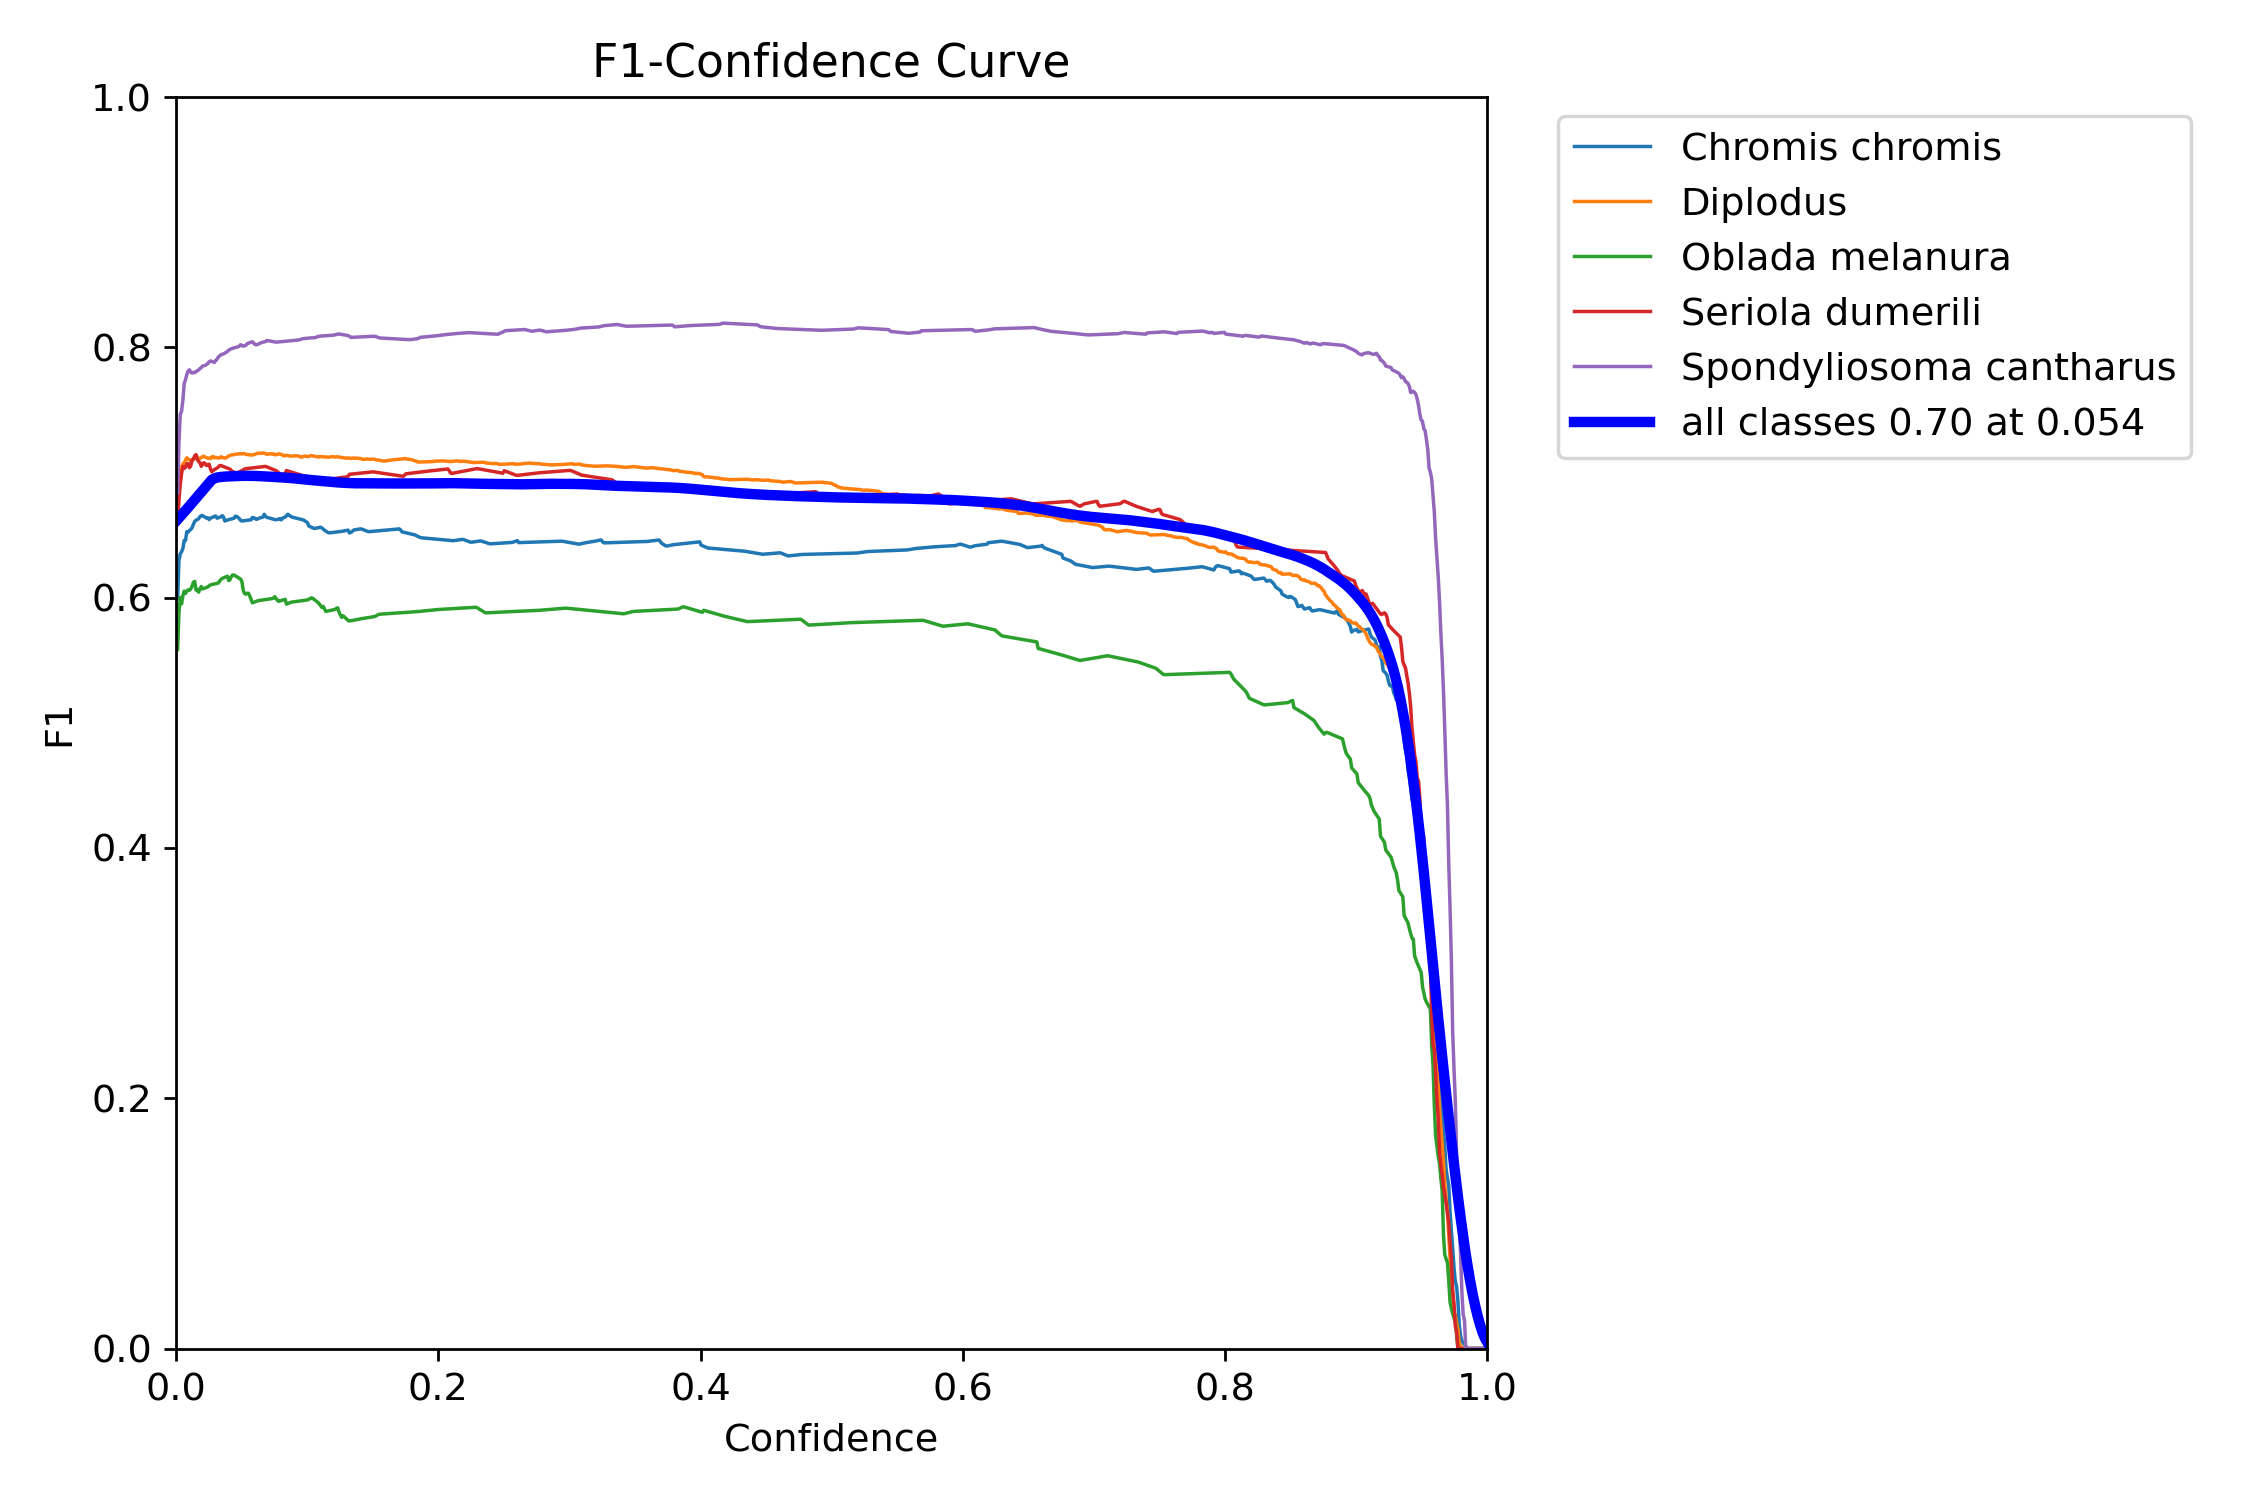 F1-Confidence Curve
1.0
0.8
0.6
0.4
0.2
0.0
F1
0.0 0.2 0.4 0.6 0.8 1.0
Confidence
Chromis chromis
Diplodus
Oblada melanura
Seriola dumerili
Spondyliosoma cantharus
all classes 0.70 at 0.054